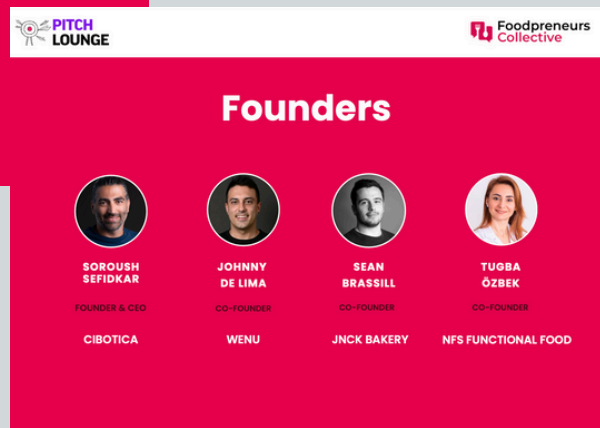 PITCH
LOUNGE
Foodpreneurs
Collective
Founders
SOROUSH
SEFIDKAR
FOUNDER & CEO
CIBOTICA
JOHNNY
DE LIMA
CO-FOUNDER
WENU
SEAN
BRASSILL
CO-FOUNDER
JNCK BAKERY
TUGBA
ÖZBEK
CO-FOUNDER
NFS FUNCTIONAL FOOD